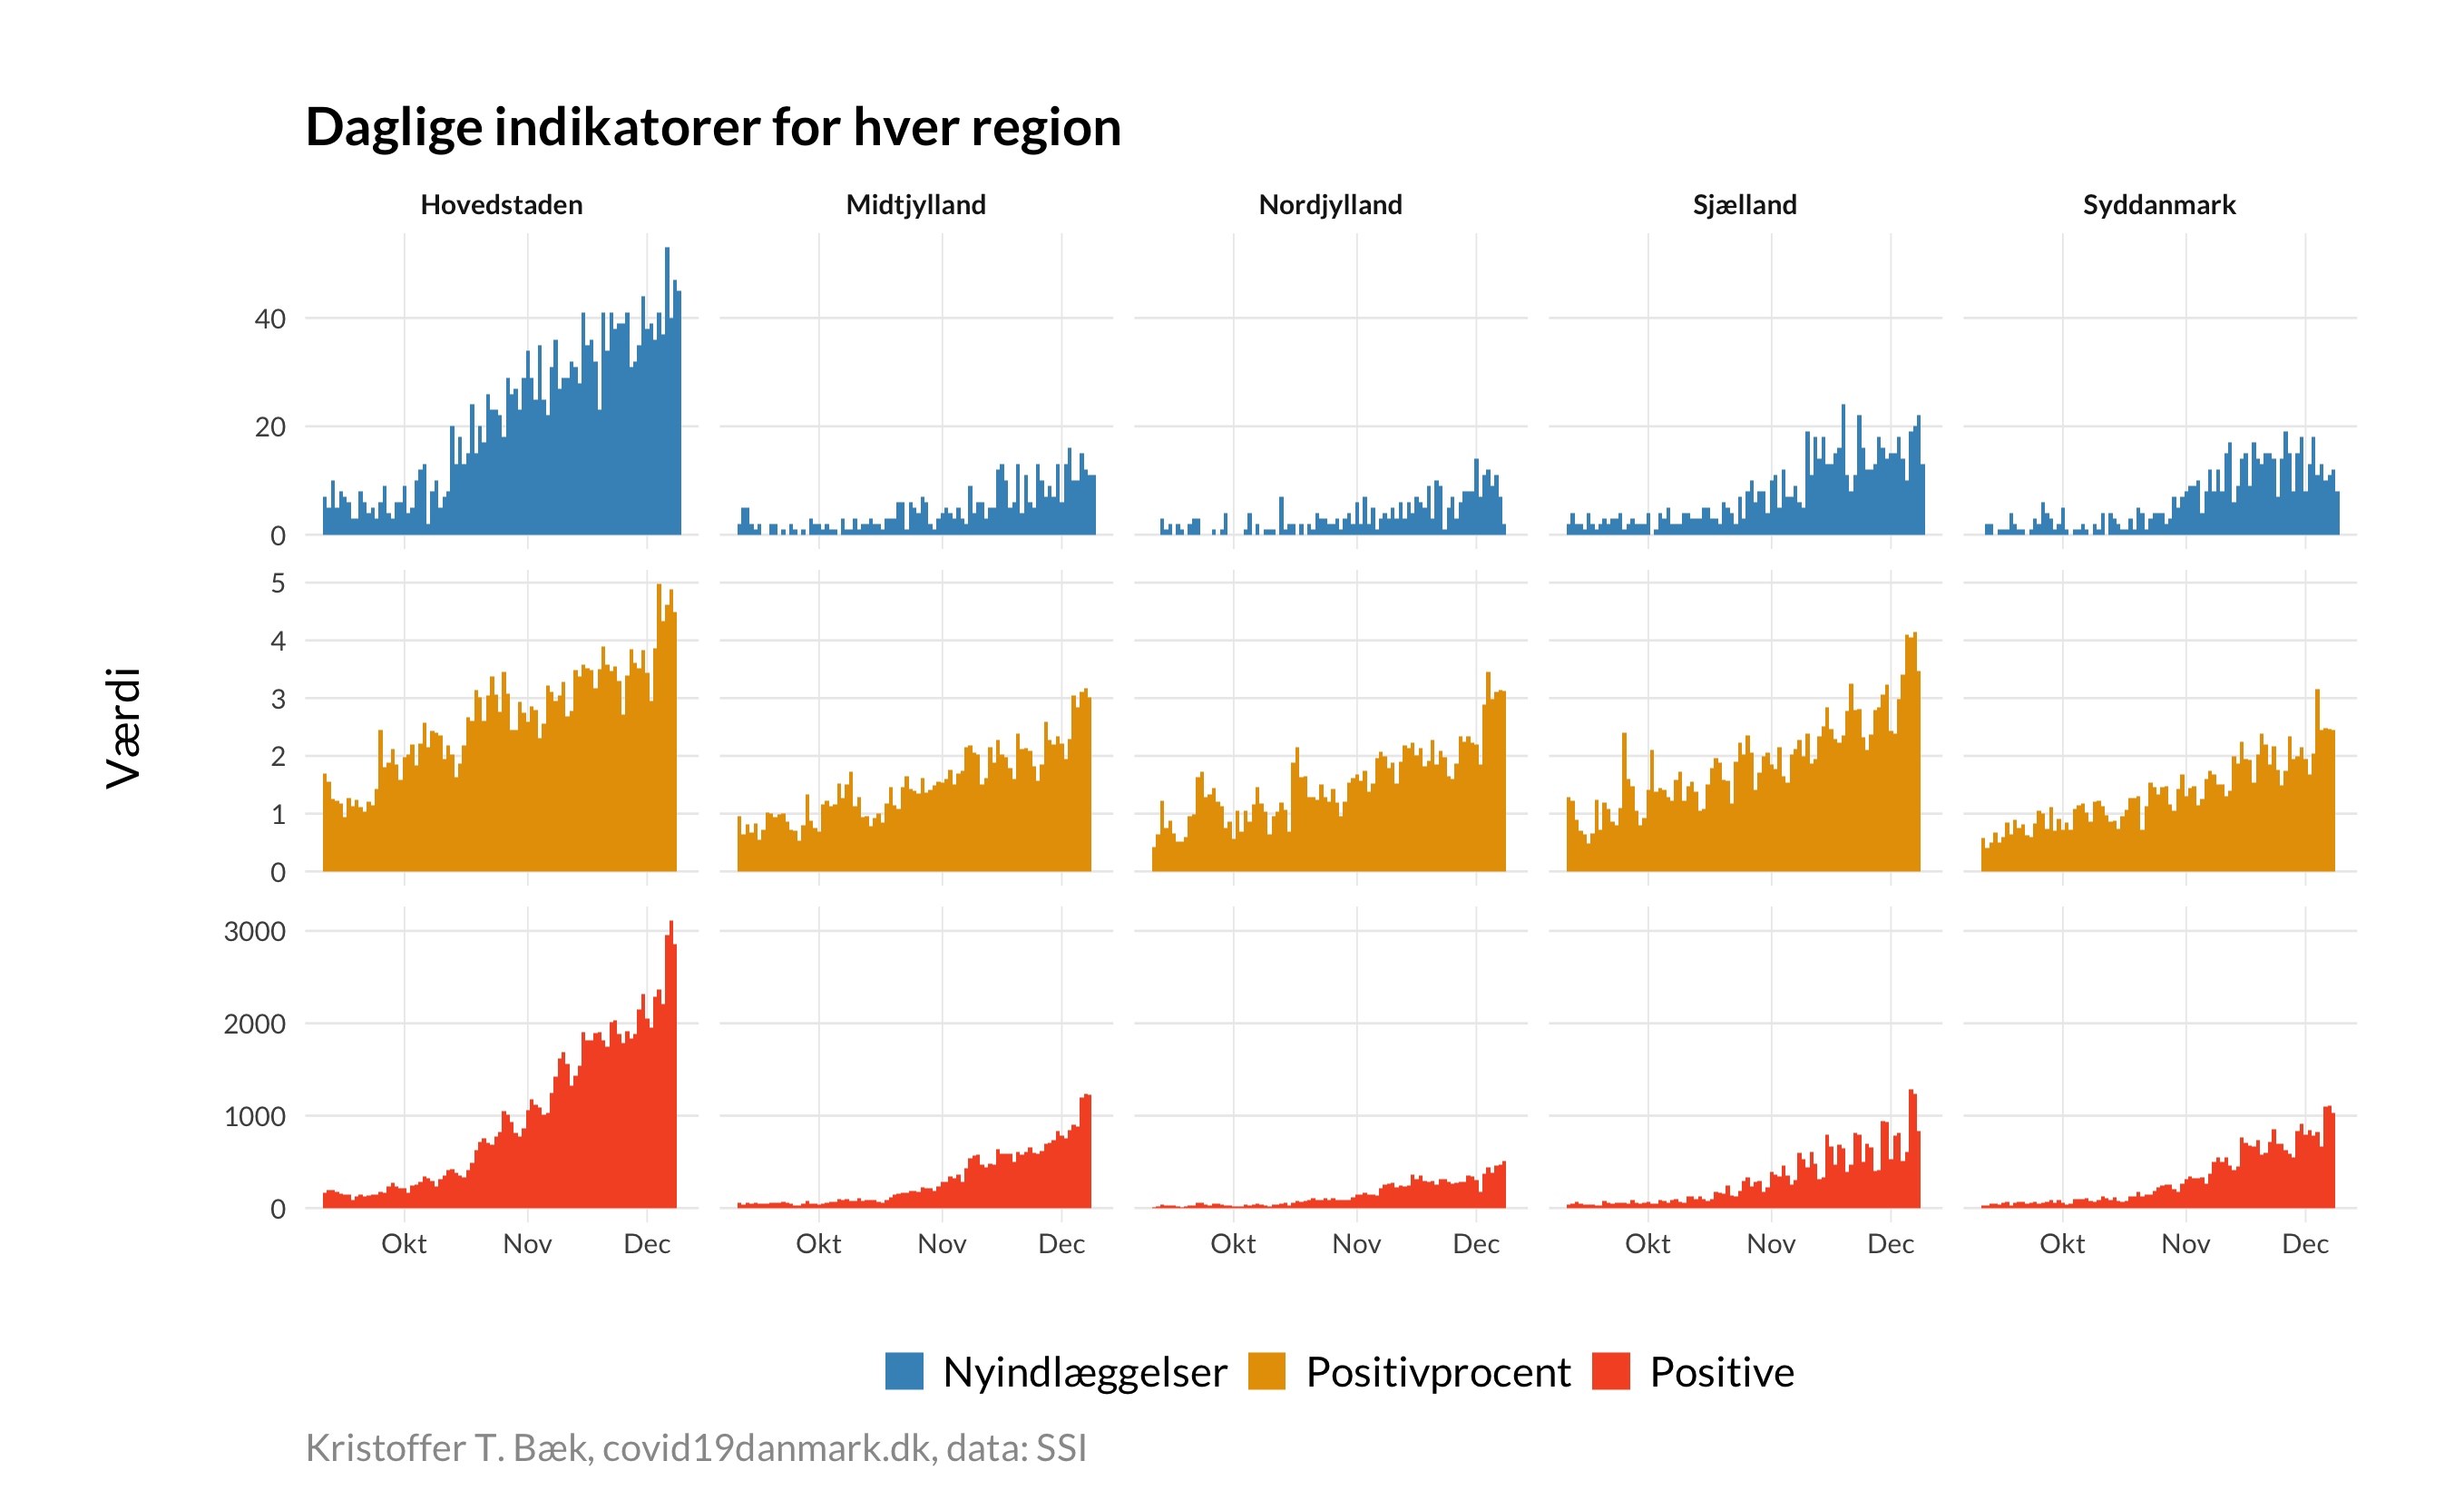 Daglige indikatorer for hver region
Hovedstaden Midtjylland Nordjylland Sjælland Syddanmark
40
20
0
5
4
3
2
1
0
3000
2000
1000
0
Værdi
Okt Nov Dec Okt Nov Dec Okt Nov Dec Okt Nov Dec Okt Nov Dec
Nyindlæggelser Positivprocent Positive
Kristoffer T. Bæk, covid19danmark.dk, data: SSI